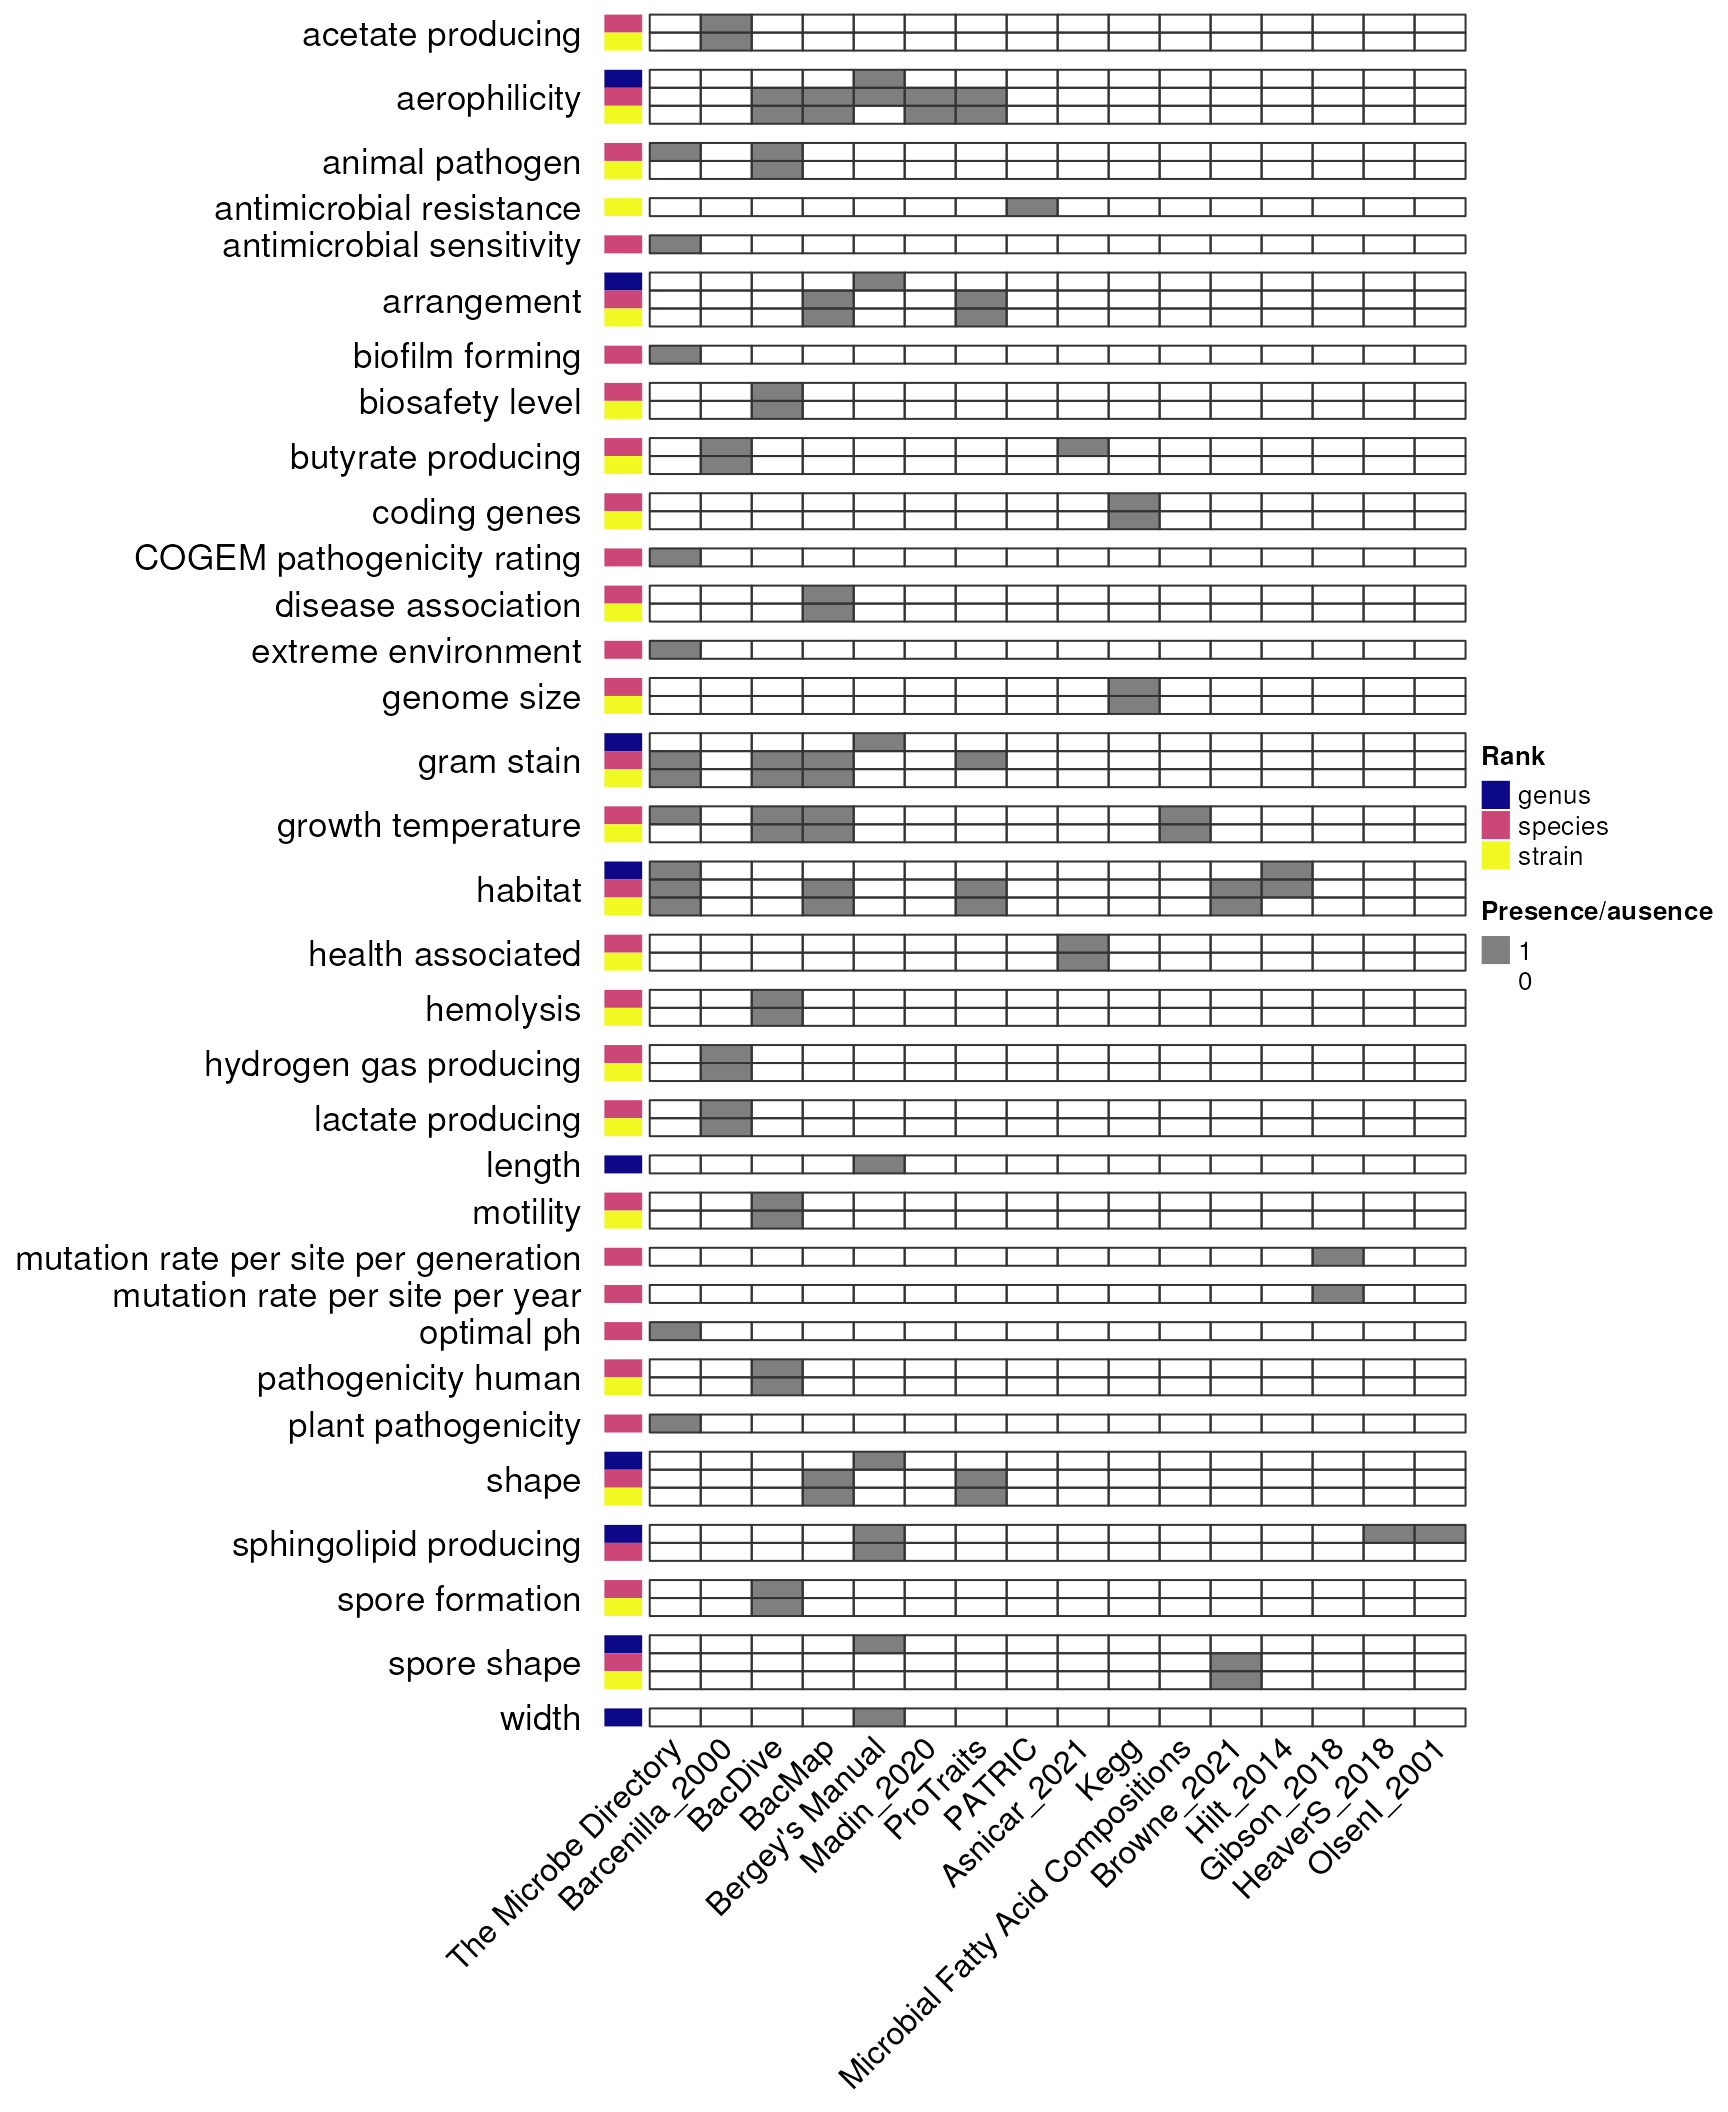 acetate producing
aerophilicity
animal pathogen
antimicrobial resistance
antimicrobial sensitivity
arrangement
biofilm forming
biosafety level
butyrate producing
coding genes
COGEM pathogenicity rating
disease association
extreme environment
genome size
gram stain
growth temperature
habitat
health associated
hemolysis
hydrogen gas producing
lactate producing
length
motility
mutation rate per site per generation
mutation rate per site per year
optimal ph
pathogenicity human
plant pathogenicity
shape
sphingolipid producing
spore formation
spore shape
width
Rank
genus
species
strain
Presence/ausence
1
0
The Microbe Directory
Barcenilla_2000
BacDive
BacMap
Bergey's Manual
Madin_2020
ProTraits
PATRIC
Asnicar_2021
Kegg
Microbial Fatty Acid Compositions
Browne_2021
Hilt_2014
Gibson_2018
HeaverS_2018
OlsenI_2001